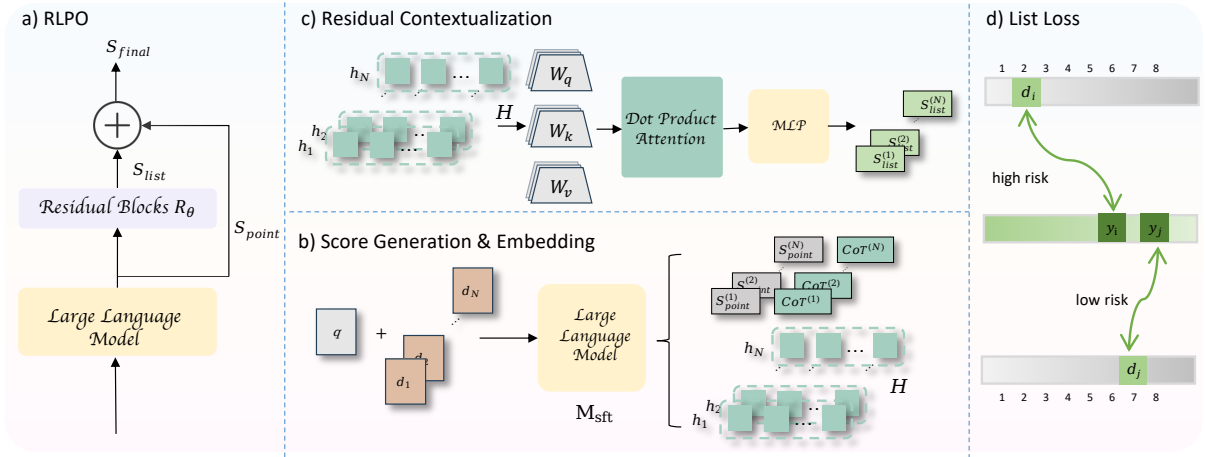 a) RLPO
S_final
S_list
Residual Blocks R_θ
S_point
Large Language
Model
c) Residual Contextualization
h_N
h_2
h_1
H
W_q
W_k
W_v
Dot Product
Attention
MLP
S_list^(N)
S_list^(2)
S_list^(1)
b) Score Generation & Embedding
q
+
d_N
d_2
d_1
Large
Language
Model
M_sft
S_point^(N)
CoT^(N)
S_point^(2)
CoT^(2)
S_point^(1)
CoT^(1)
h_N
h_2
h_1
H
d) List Loss
1 2 3 4 5 6 7 8
d_i
high risk
y_i y_j
low risk
d_j
1 2 3 4 5 6 7 8